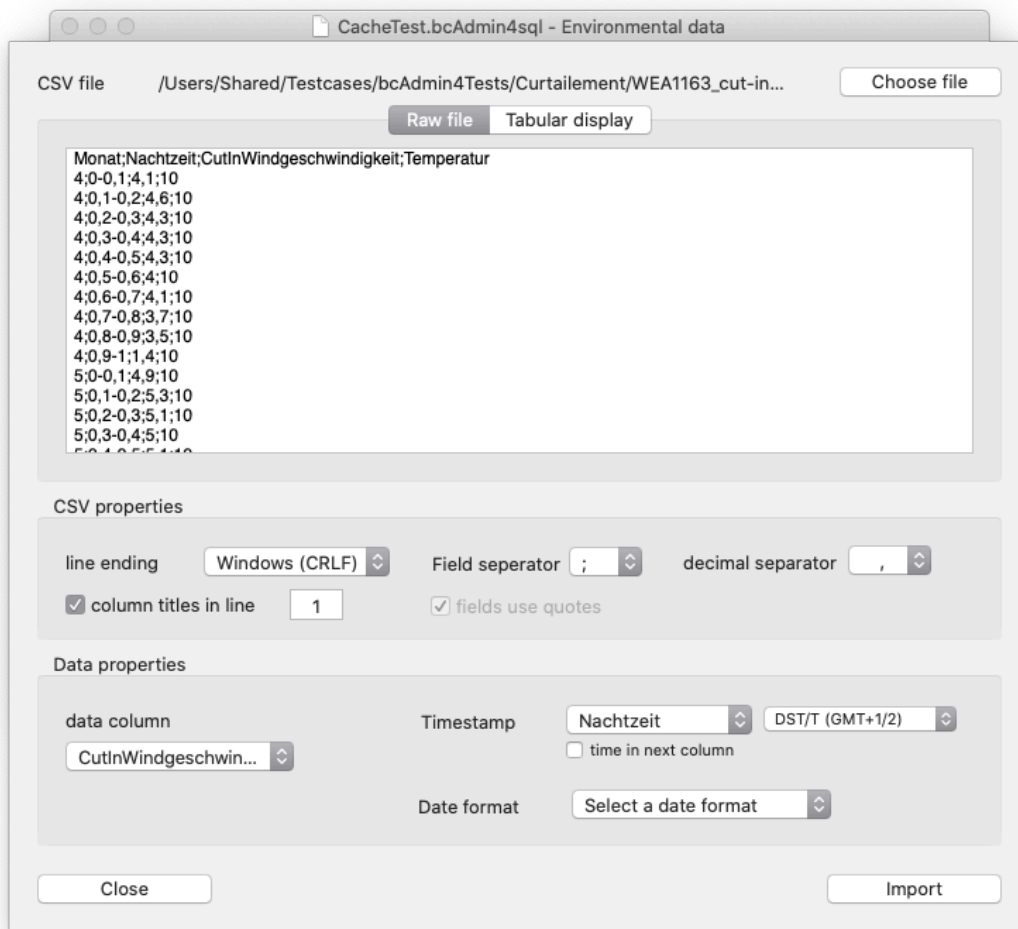 CacheTest.bcAdmin4sql - Environmental data
CSV file /Users/Shared/Testcases/bcAdmin4Tests/Curtailement/WEA1163_cut-in... Choose file
Raw file Tabular display
Monat;Nachtzeit;CutInWindgeschwindigkeit;Temperatur
4;0-0,1;4,1;10
4;0,1-0,2;4,6;10
4;0,2-0,3;4,3;10
4;0,3-0,4;4,3;10
4;0,4-0,5;4,3;10
4;0,5-0,6;4;10
4;0,6-0,7;4,1;10
4;0,7-0,8;3,7;10
4;0,8-0,9;3,5;10
4;0,9-1;1,4;10
5;0-0,1;4,9;10
5;0,1-0,2;5,3;10
5;0,2-0,3;5,1;10
5;0,3-0,4;5;10
CSV properties
line ending Windows (CRLF) Field seperator ; decimal separator ,
column titles in line 1 fields use quotes
Data properties
data column Timestamp Nachtzeit DST/T (GMT+1/2)
CutInWindgeschwin... time in next column
Date format Select a date format
Close Import